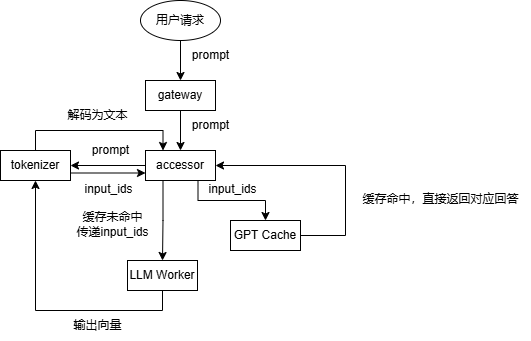 用户请求
prompt
gateway
解码为文本
prompt
prompt
tokenizer
accessor
input_ids
input_ids
缓存命中，直接返回对应回答
缓存未命中
传递input_ids
GPT Cache
LLM Worker
输出向量